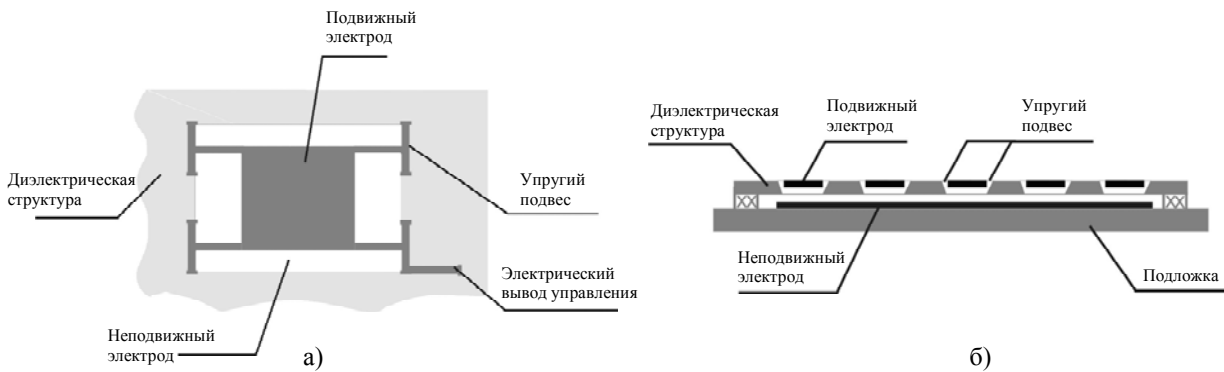 Подвижный
электрод
Диэлектрическая
структура
Упругий
подвес
Электрический
вывод управления
Неподвижный
электрод
а)
Диэлектрическая
структура
Подвижный
электрод
Упругий
подвес
Неподвижный
электрод
Подложка
б)